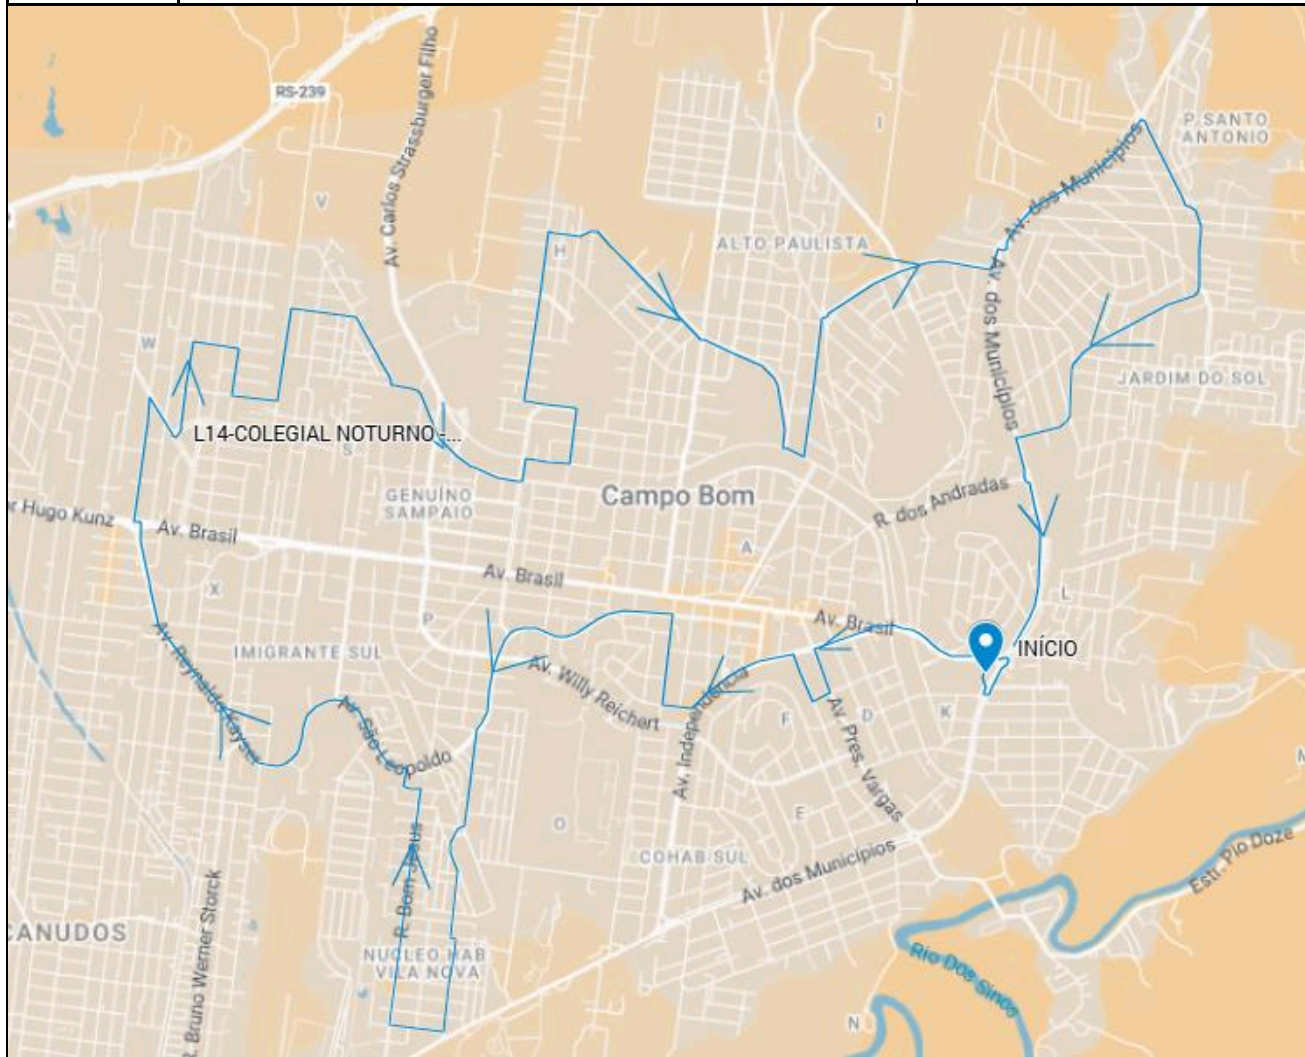 RS-239
Av. Carlos Strassburger Filho
I
P. SANTO
ANTONIO
V
Av. dos Municípios
H
ALTO PAULISTA
Av. dos Municípios
W
JARDIM DO SOL
L14-COLEGIAL NOTURNO -...
S
GENUÍNO
SAMPAIO
Campo Bom
R. dos Andradas
r Hugo Kunz
Av. Brasil
A
Av. Brasil
X
L
P
Av. Brasil
IMIGRANTE SUL
INÍCIO
Av. Reynaldo Kayser
Av. Willy Reichert
Av. Independência
F
D
K
Av. São Leopoldo
Av. Pres. Vargas
O
E
R. Bom Jesus
COHAB SUL
Av. dos Municípios
Estr. Pio Doze
R. Bruno Werner Storck
CANUDOS
NUCLEO HAB
VILA NOVA
Rio Dos Sinos
N